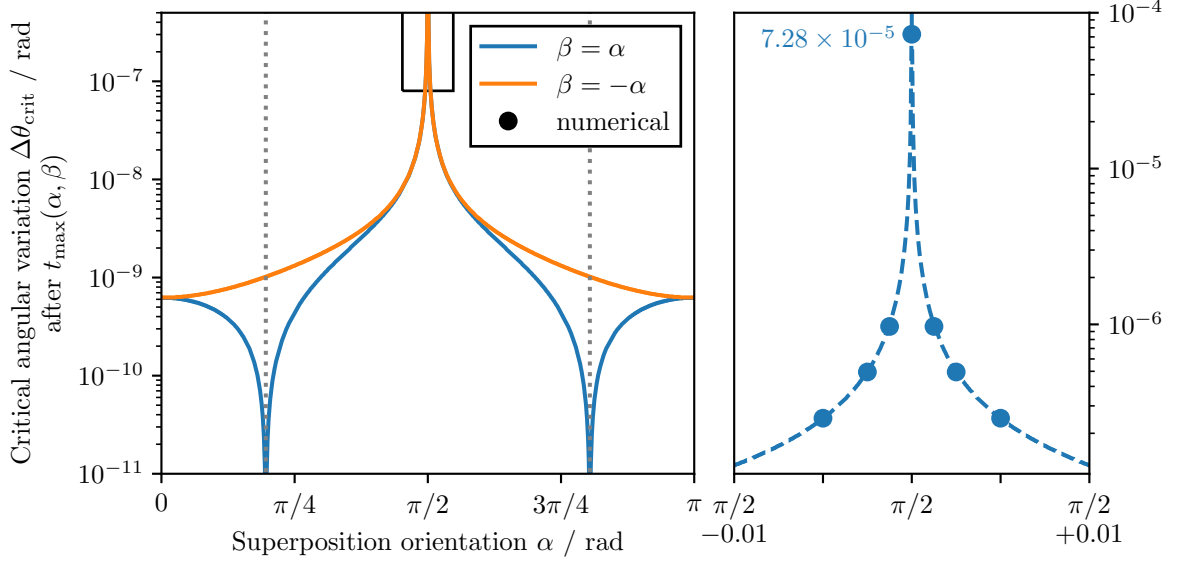 Critical angular variation Δθ_crit / rad
after t_max(α, β)
10⁻⁷
10⁻⁸
10⁻⁹
10⁻¹⁰
10⁻¹¹
β = α
β = −α
numerical
0
π/4
π/2
3π/4
π
Superposition orientation α / rad
7.28 × 10⁻⁵
10⁻⁴
10⁻⁵
10⁻⁶
π/2
−0.01
π/2
π/2
+0.01